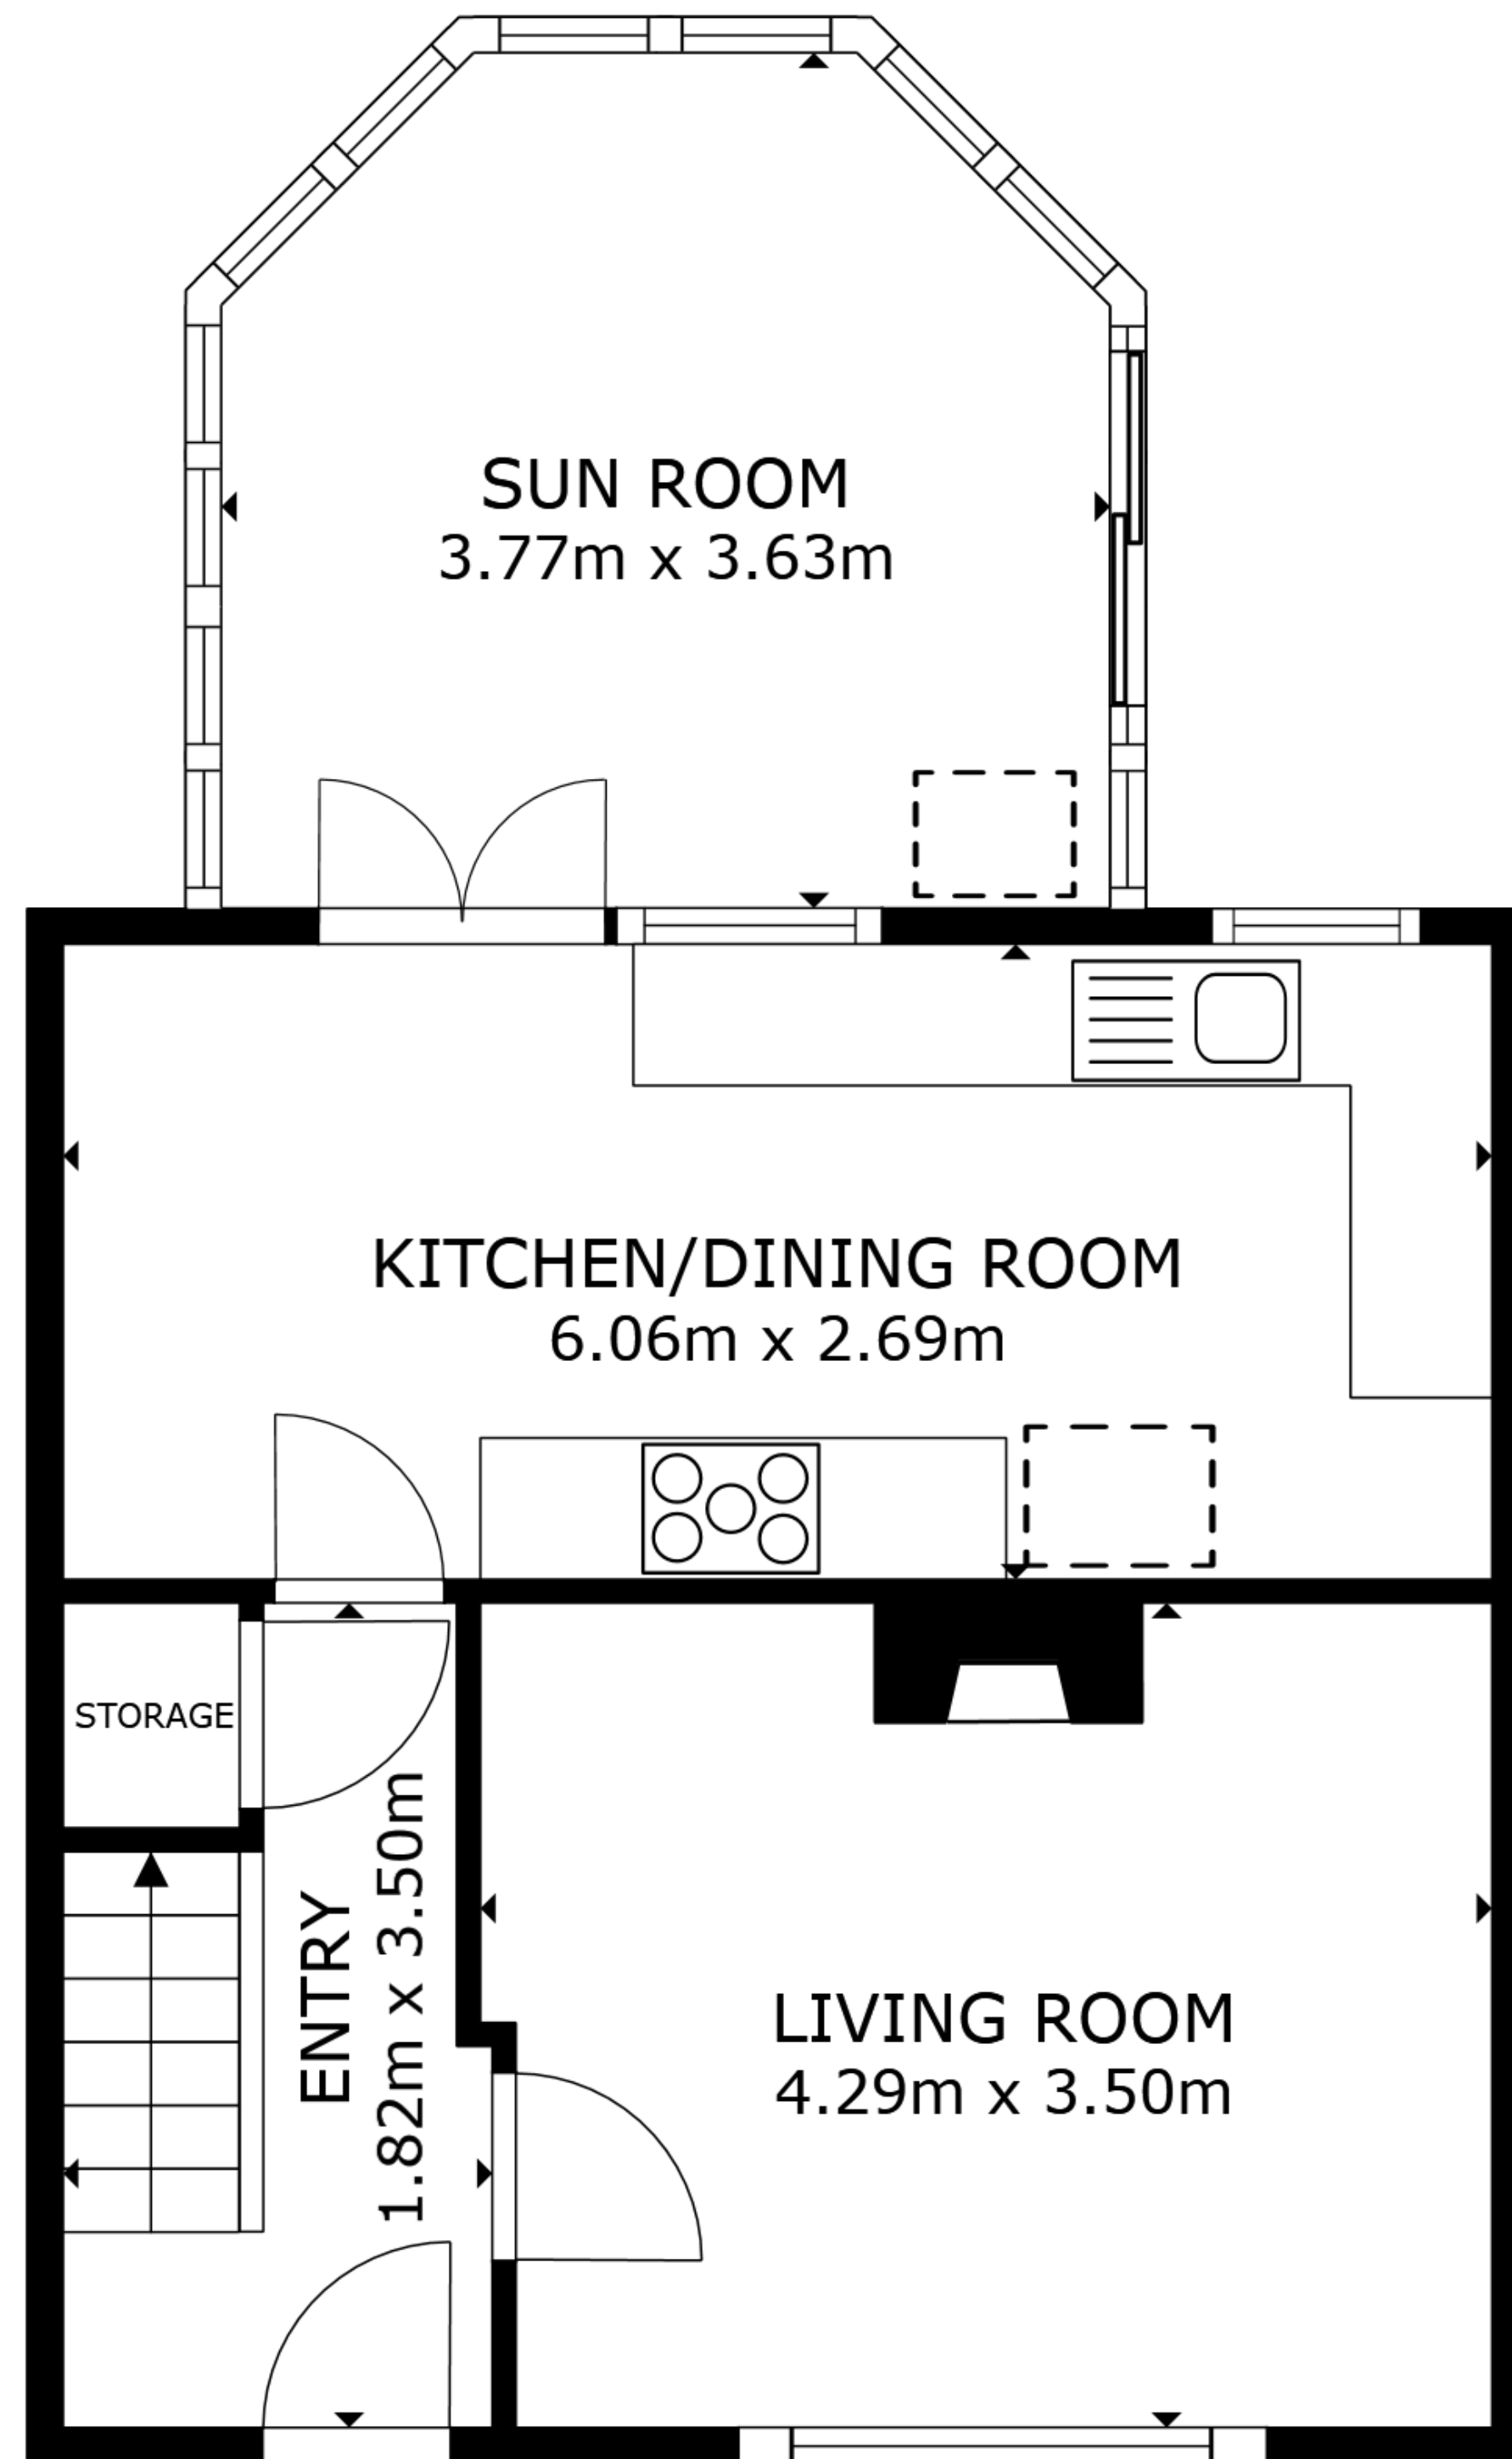 SUN ROOM
3.77m x 3.63m
KITCHEN/DINING ROOM
6.06m x 2.69m
STORAGE
ENTRY
1.82m x 3.50m
LIVING ROOM
4.29m x 3.50m